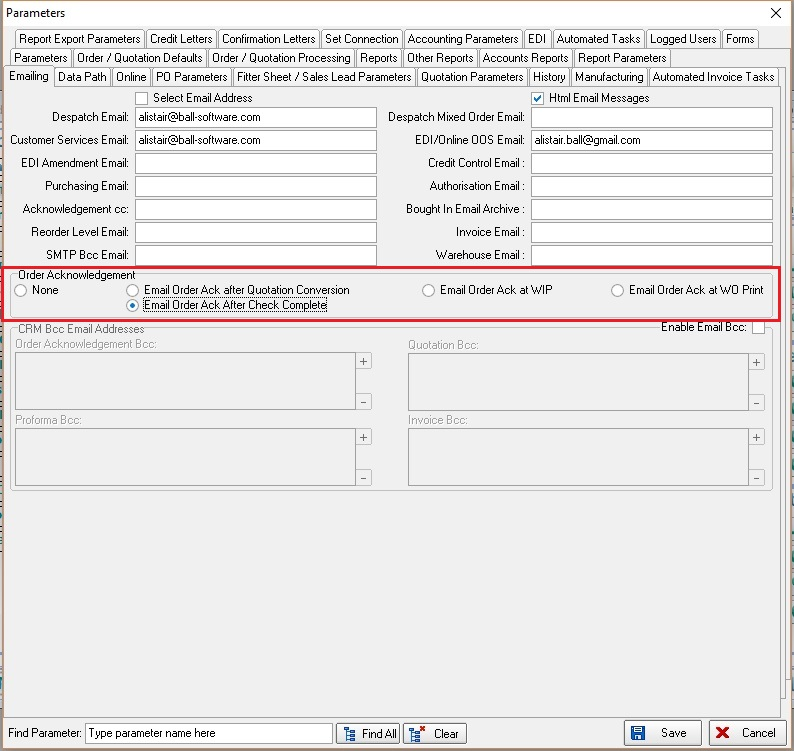 Parameters
Report Export Parameters Credit Letters Confirmation Letters Set Connection Accounting Parameters EDI Automated Tasks Logged Users Forms
Parameters Order / Quotation Defaults Order / Quotation Processing Reports Other Reports Accounts Reports Report Parameters
Emailing Data Path Online PO Parameters Fitter Sheet / Sales Lead Parameters Quotation Parameters History Manufacturing Automated Invoice Tasks
Select Email Address Html Email Messages
Despatch Email: alistair@ball-software.com Despatch Mixed Order Email:
Customer Services Email: alistair@ball-software.com EDI/Online OOS Email: alistair.ball@gmail.com
EDI Amendment Email: Credit Control Email :
Purchasing Email: Authorisation Email :
Acknowledgement cc: Bought In Email Archive :
Reorder Level Email: Invoice Email :
SMTP Bcc Email: Warehouse Email :
Order Acknowledgement
None Email Order Ack after Quotation Conversion Email Order Ack at WIP Email Order Ack at WO Print
Email Order Ack After Check Complete
CRM Bcc Email Addresses Enable Email Bcc:
Order Acknowledgement Bcc: Quotation Bcc:
Proforma Bcc: Invoice Bcc:
Find Parameter: Type parameter name here Find All Clear Save Cancel